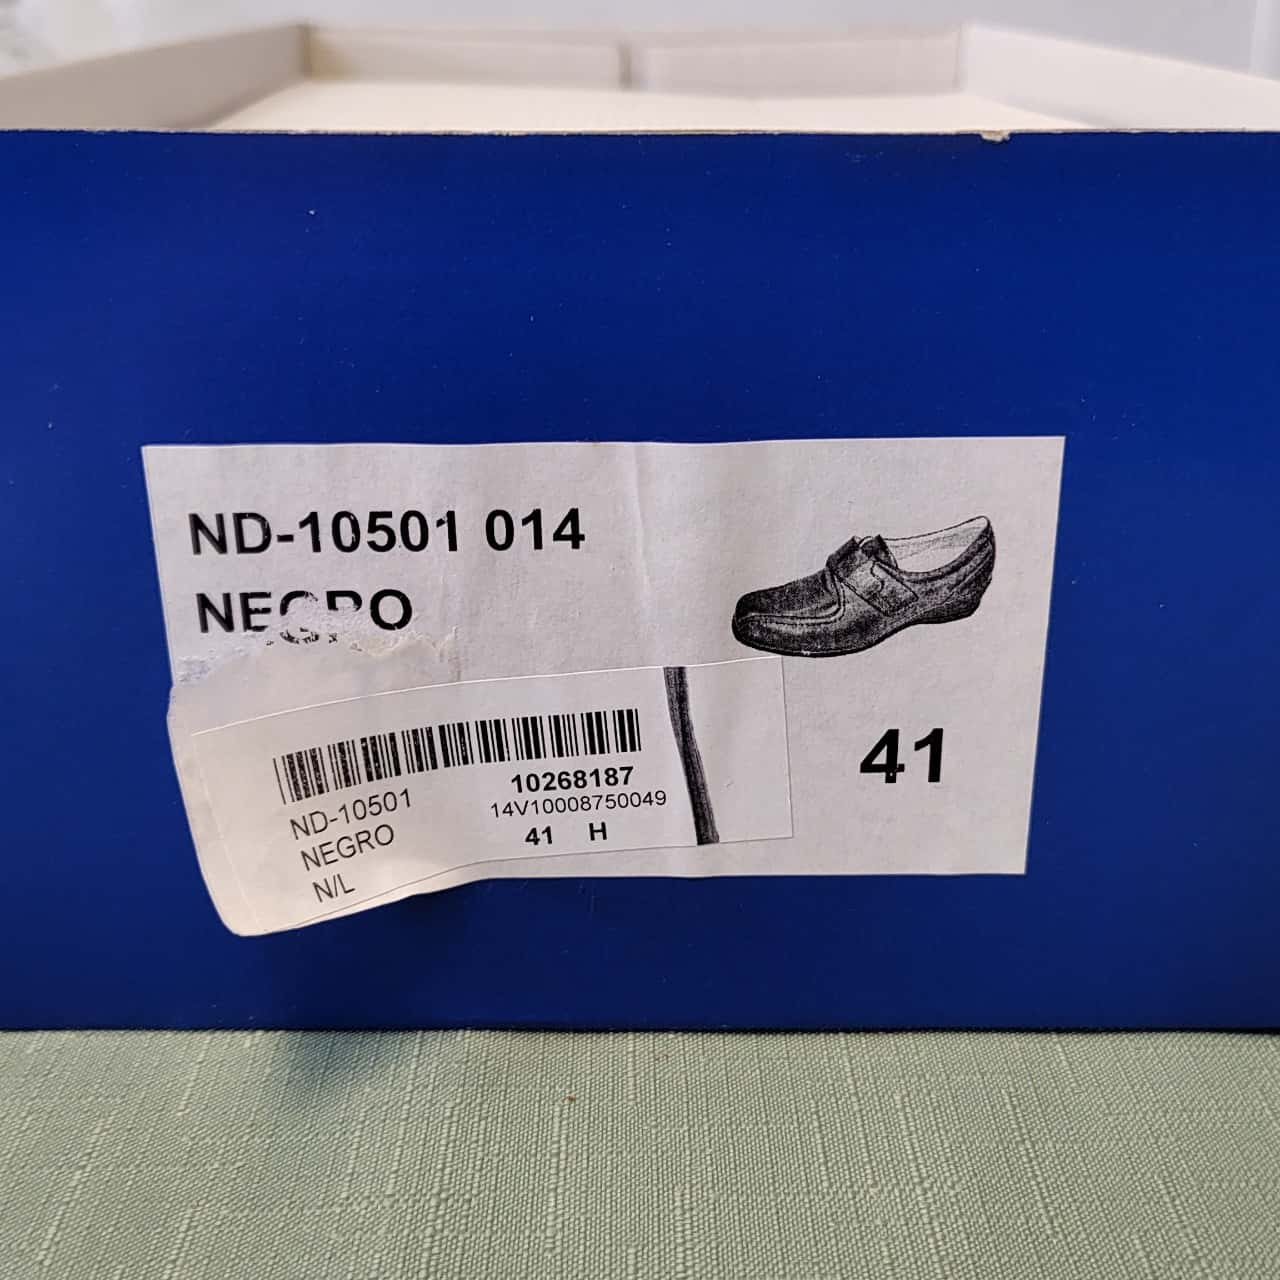 ND-10501 014
NEGRO
41
10268187
14V10008750049
41 H
ND-10501
NEGRO
N/L